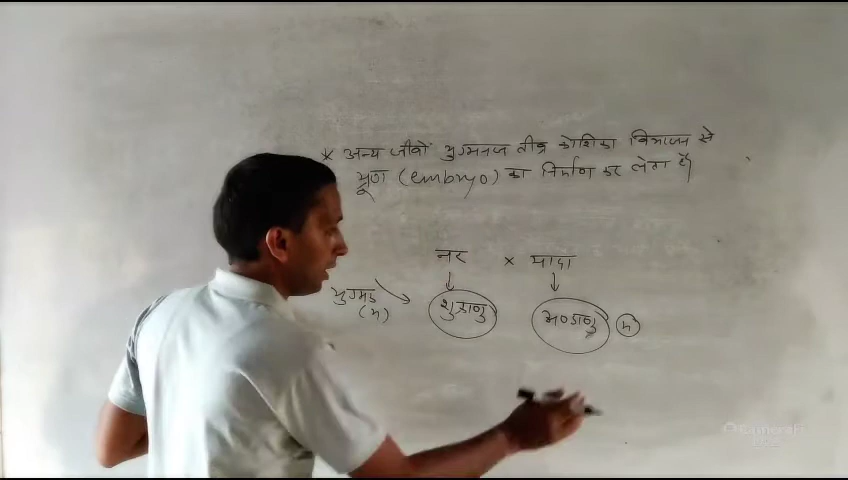 * अन्य जीवों युग्मनज तीव्र कोशिका विभाजन से
भ्रूण (embryo) का निर्माण कर लेता है
नर × मादा
युग्मक (n) शुक्राणु अण्डाणु (n)